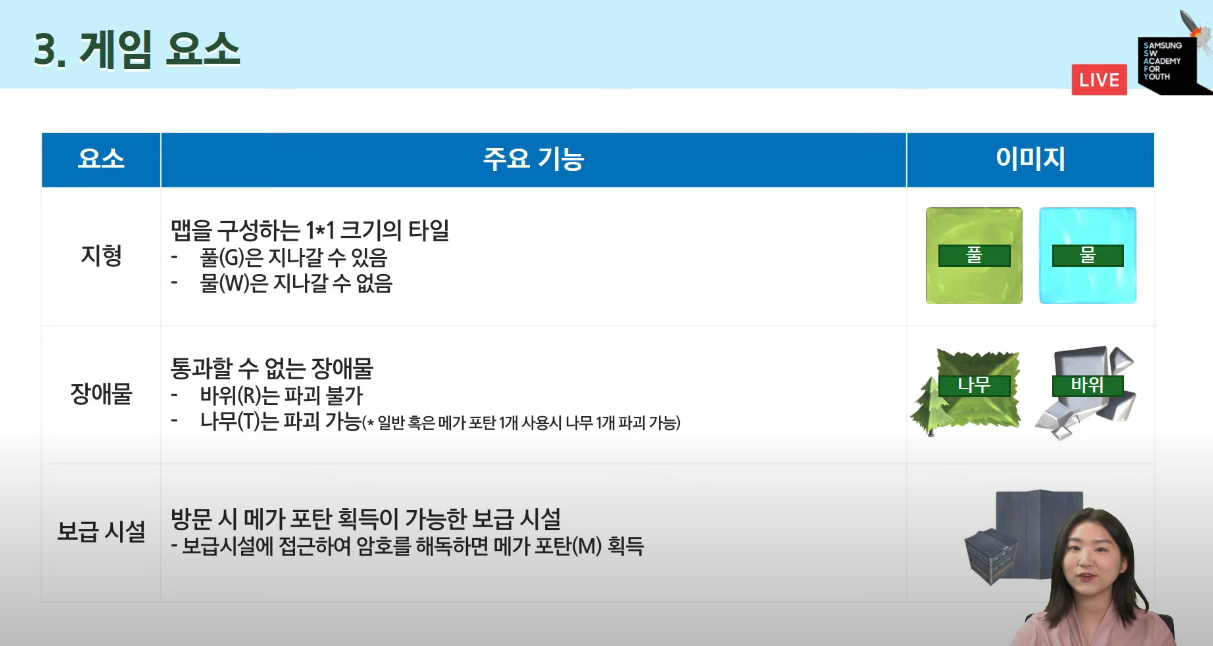 3. 게임 요소
SAMSUNG
SW
ACADEMY
FOR
YOUTH
LIVE
요소
주요 기능
이미지
지형
맵을 구성하는 1*1 크기의 타일
- 풀(G)은 지나갈 수 있음
- 물(W)은 지나갈 수 없음
풀
물
장애물
통과할 수 없는 장애물
- 바위(R)는 파괴 불가
- 나무(T)는 파괴 가능(* 일반 혹은 메가 포탄 1개 사용시 나무 1개 파괴 가능)
나무
바위
보급 시설
방문 시 메가 포탄 획득이 가능한 보급 시설
- 보급시설에 접근하여 암호를 해독하면 메가 포탄(M) 획득